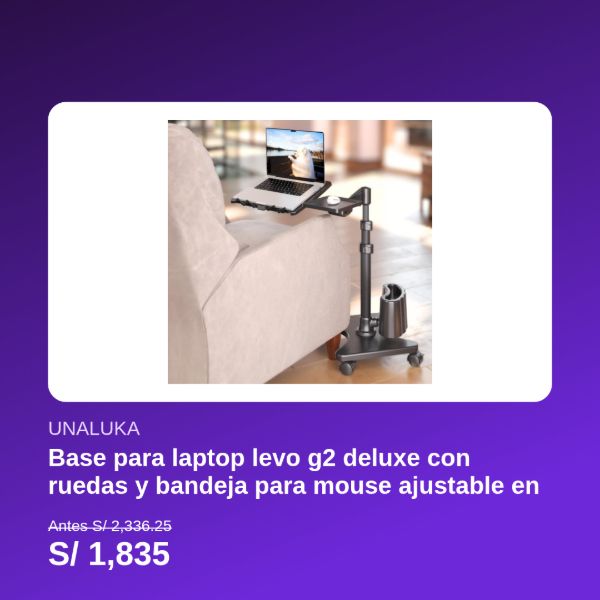 UNALUKA
Base para laptop levo g2 deluxe con
ruedas y bandeja para mouse ajustable en
Antes S/ 2,336.25
S/ 1,835